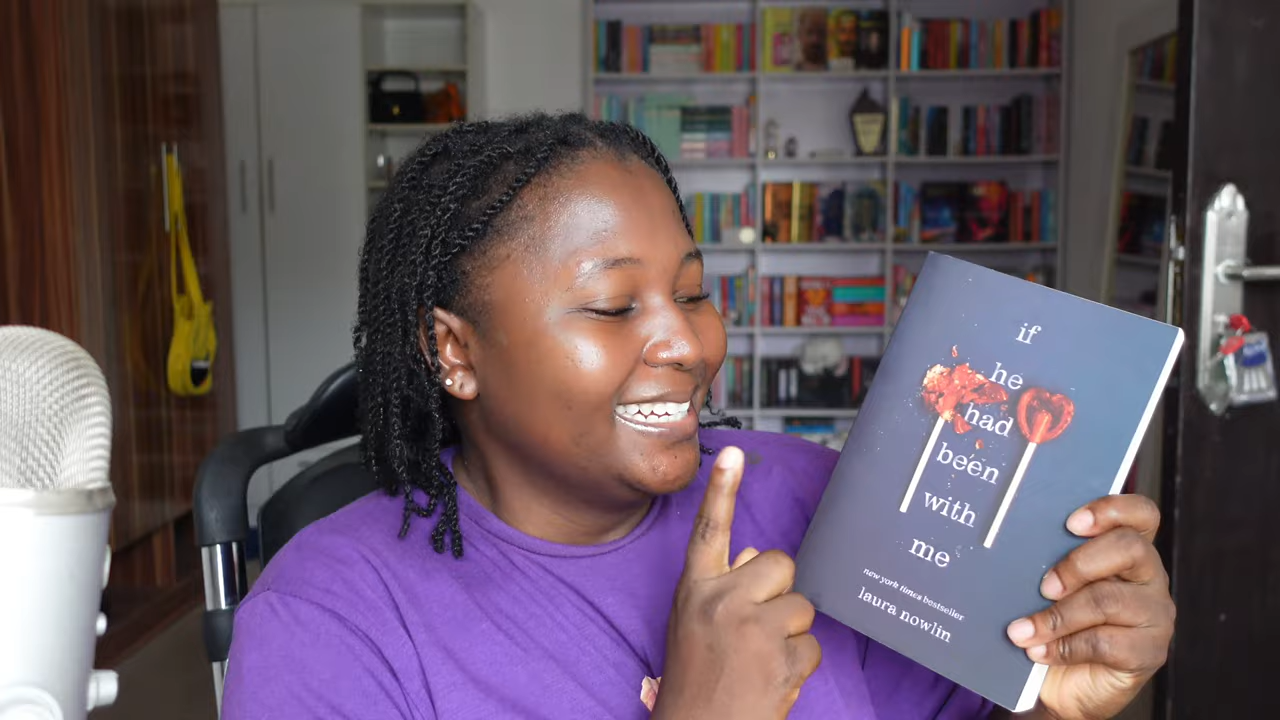 if
he
had
been
with
me
new york times bestseller
laura nowlin